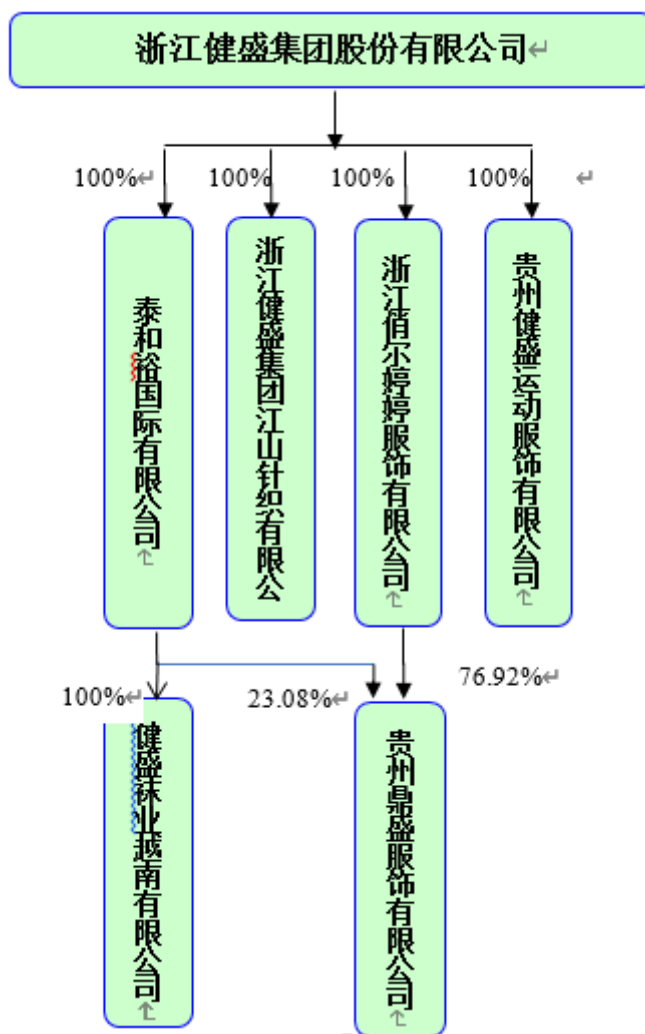 浙江健盛集团股份有限公司
100%
100%
100%
100%
泰和裕国际有限公司
浙江健盛集团江山针织有限公
浙江俏尔婷婷服饰有限公司
贵州健盛运动服饰有限公司
100%
23.08%
76.92%
健盛袜业越南有限公司
贵州鼎盛服饰有限公司